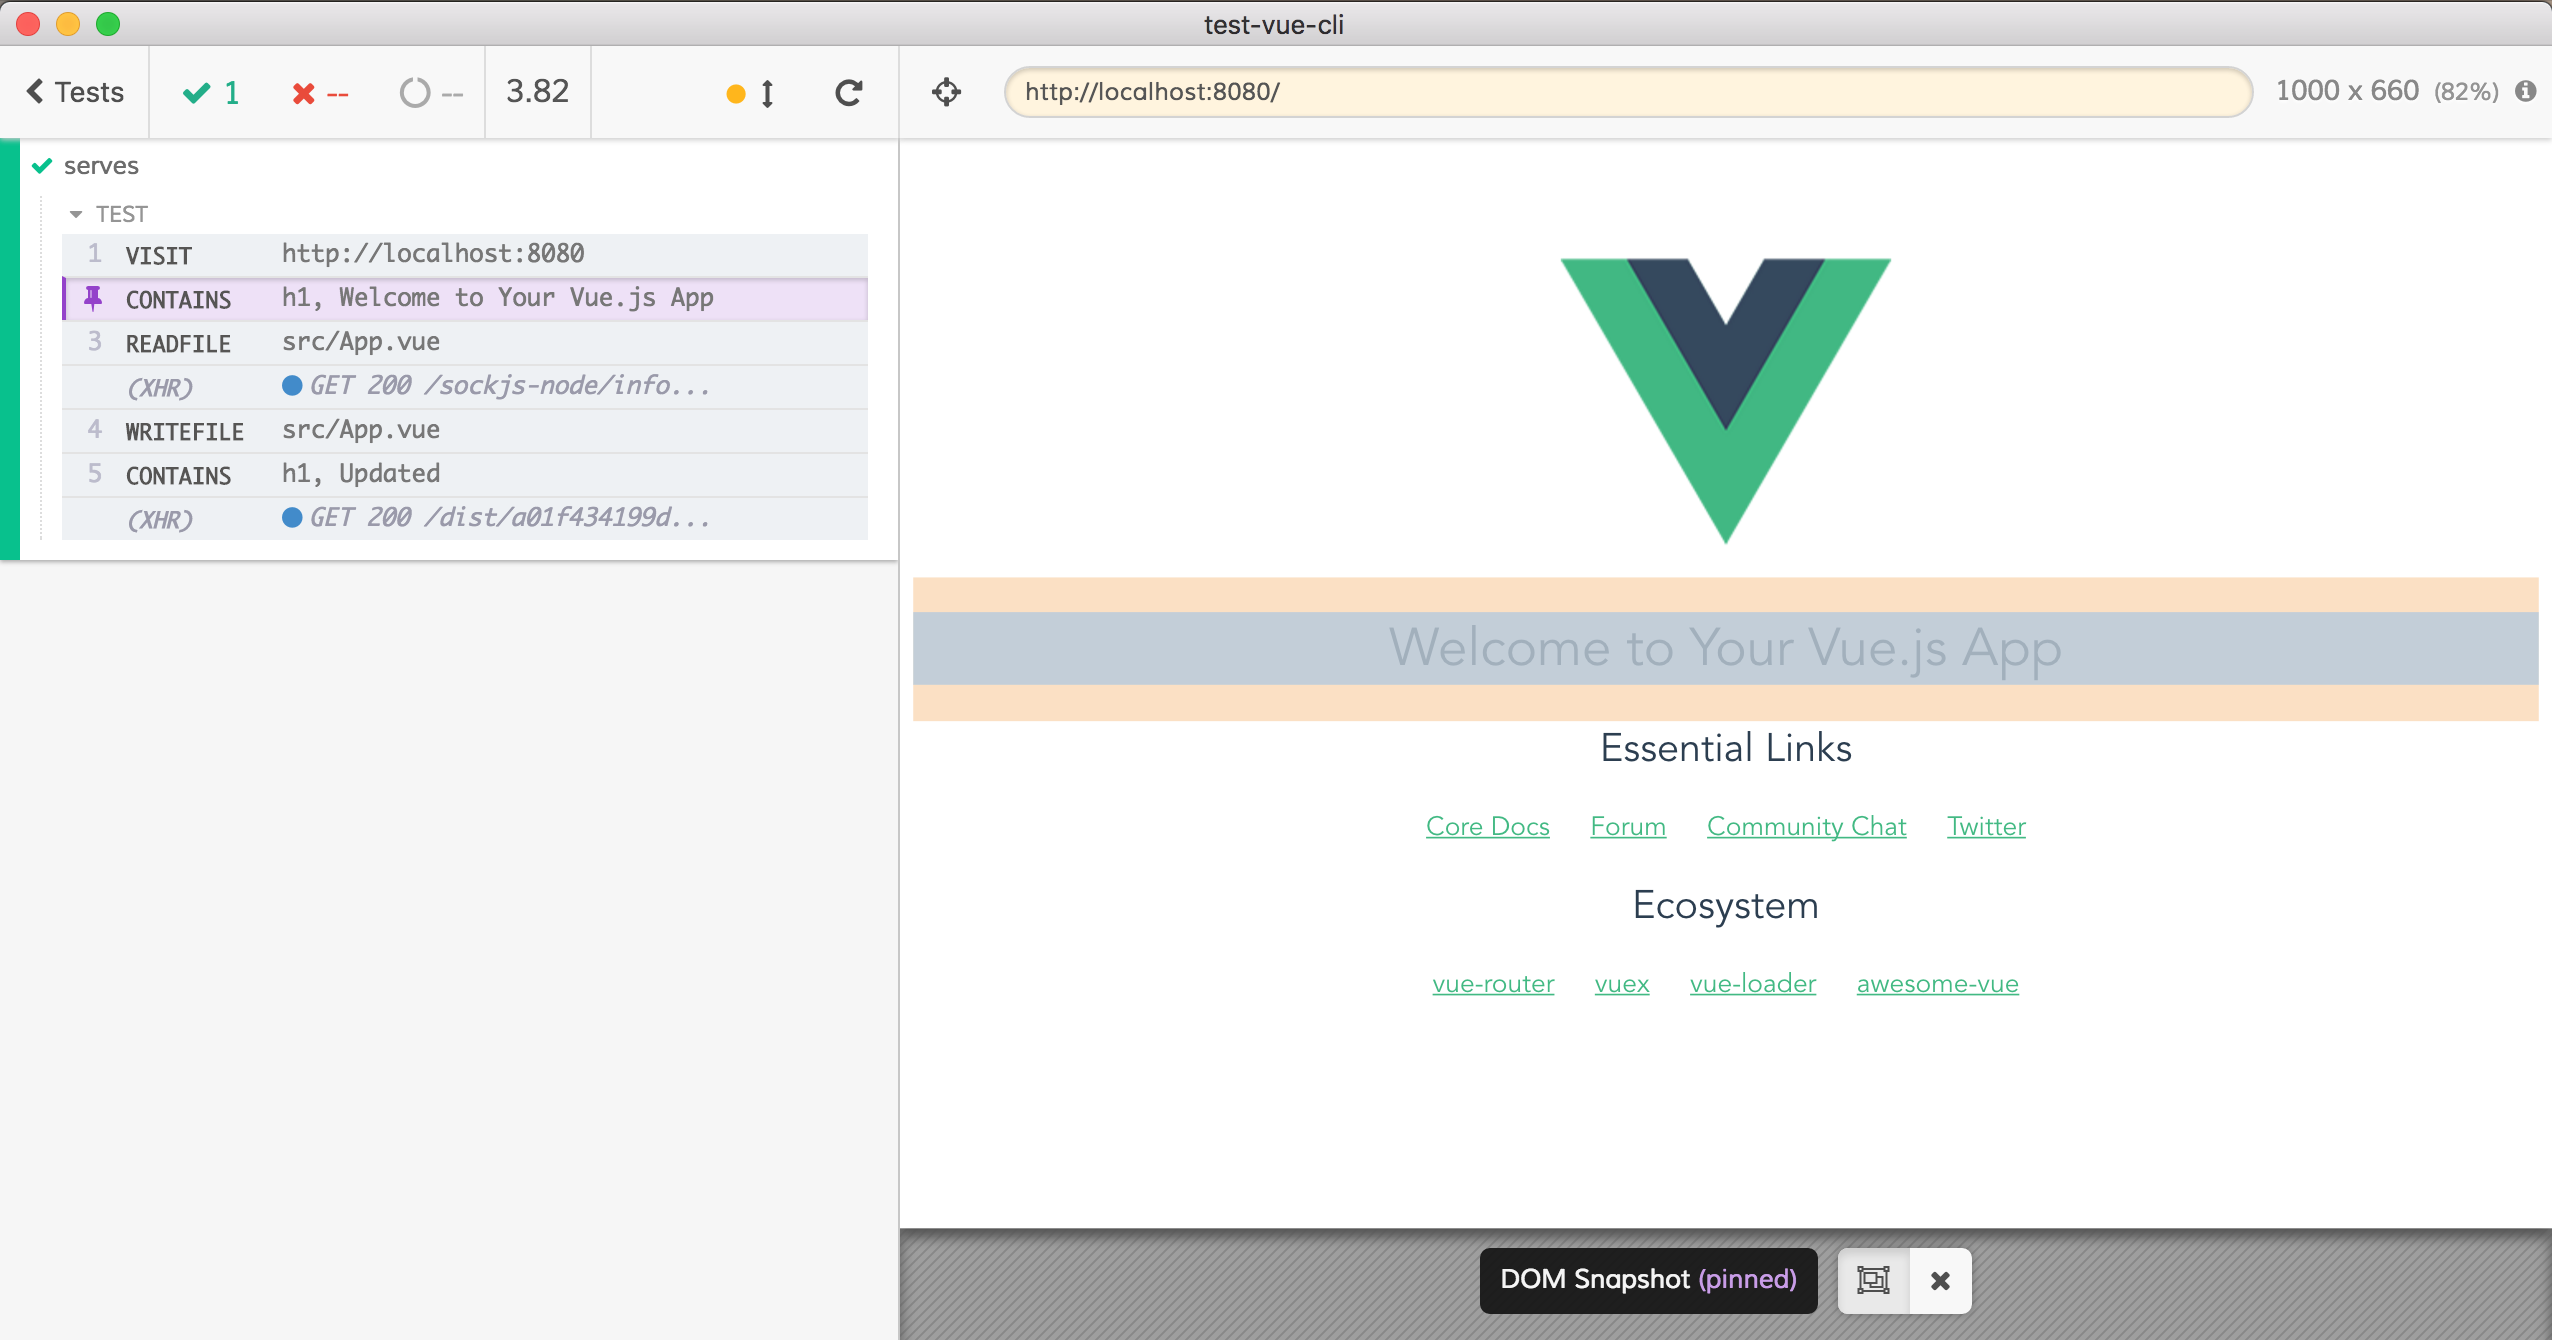 test-vue-cli
Tests
1
--
--
3.82
http://localhost:8080/
1000 x 660 (82%)
serves
TEST
1 VISIT http://localhost:8080
CONTAINS h1, Welcome to Your Vue.js App
3 READFILE src/App.vue
(XHR) GET 200 /sockjs-node/info...
4 WRITEFILE src/App.vue
5 CONTAINS h1, Updated
(XHR) GET 200 /dist/a01f434199d...
Welcome to Your Vue.js App
Essential Links
Core Docs Forum Community Chat Twitter
Ecosystem
vue-router vuex vue-loader awesome-vue
DOM Snapshot (pinned)